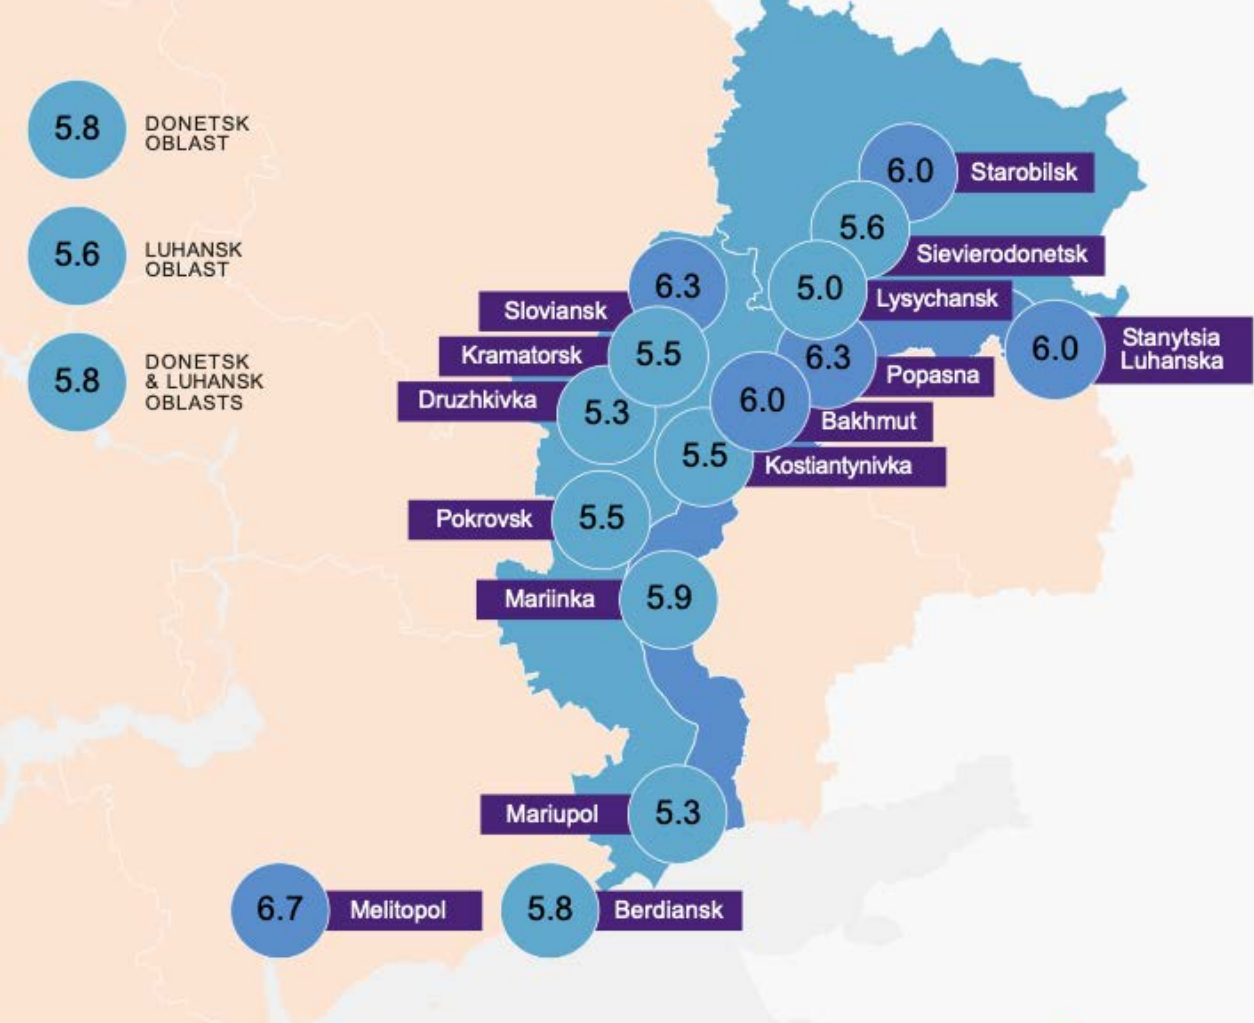 5.8
DONETSK
OBLAST
5.6
LUHANSK
OBLAST
5.8
DONETSK
& LUHANSK
OBLASTS
6.0
Starobilsk
5.6
Sievierodonetsk
5.0
Lysychansk
6.3
Sloviansk
6.3
Popasna
6.0
Stanytsia
Luhanska
Kramatorsk
5.5
Druzhkivka
5.3
6.0
Bakhmut
5.5
Kostiantynivka
Pokrovsk
5.5
Mariinka
5.9
Mariupol
5.3
6.7
Melitopol
5.8
Berdiansk